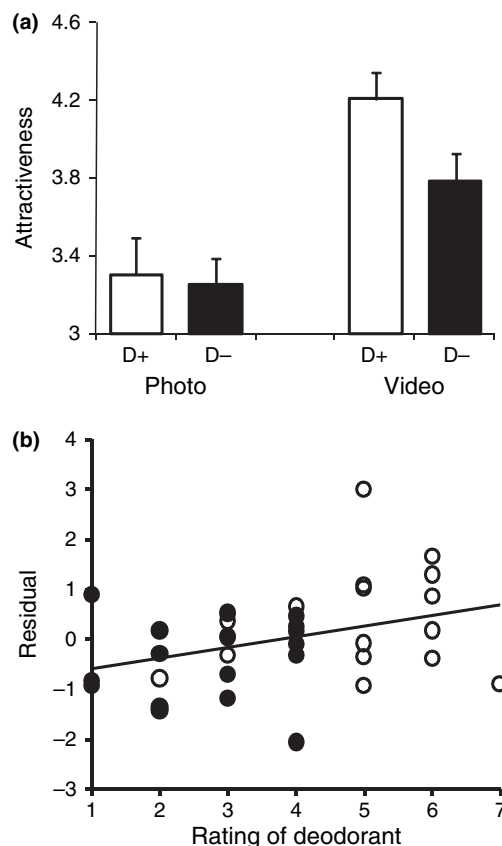 (a)
4.6
4.2
3.8
3.4
3
Attractiveness
D+ D– D+ D–
Photo Video
(b)
4
3
2
1
0
–1
–2
–3
Residual
1 2 3 4 5 6 7
Rating of deodorant